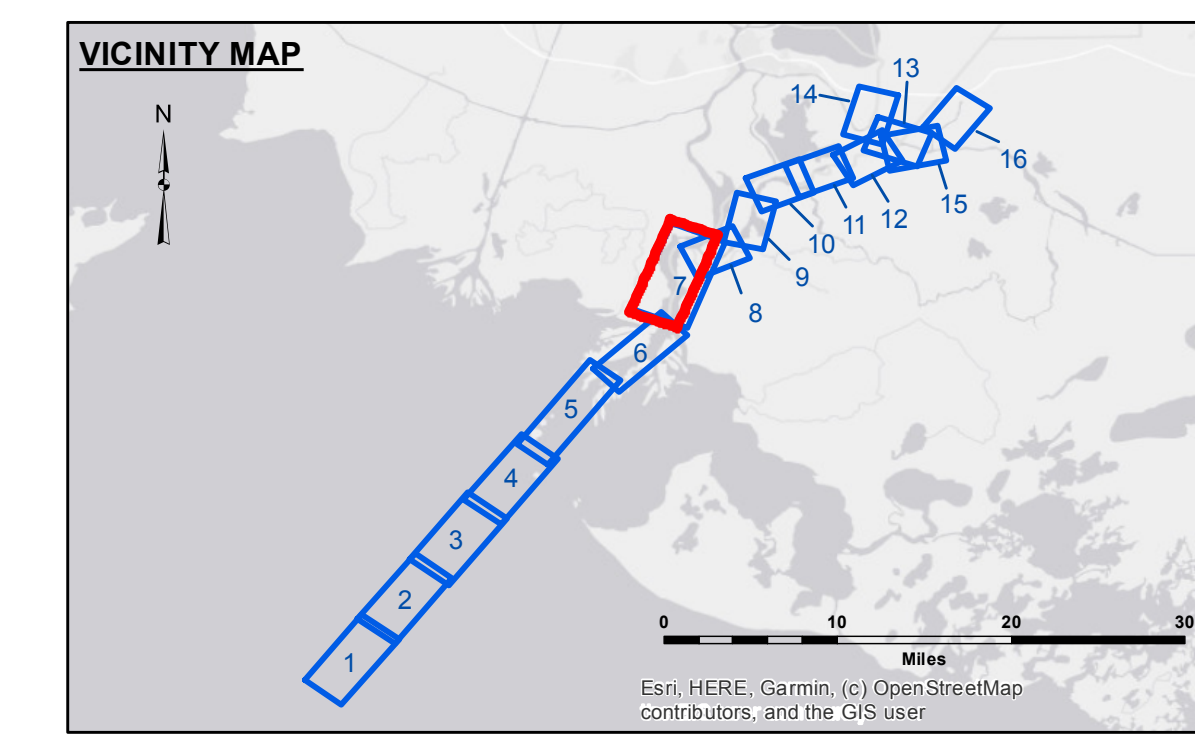 VICINITY MAP
N
13
14
16
15
12
11
10
9
8
7
6
5
4
3
2
1
0 10 20 30
Miles
Esri, HERE, Garmin, (c) OpenStreetMap
contributors, and the GIS user